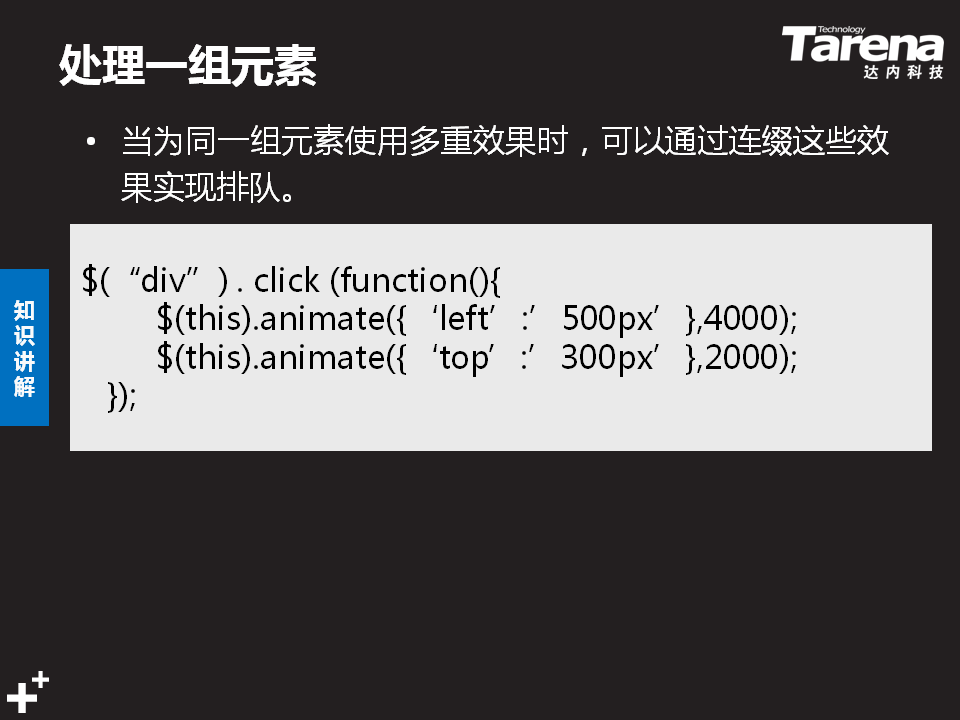 处理一组元素
Technology
Tarena
达内科技
• 当为同一组元素使用多重效果时，可以通过连缀这些效
果实现排队。
知识讲解
$(“div”) . click (function(){
$(this).animate({‘left’:’500px’},4000);
$(this).animate({‘top’:’300px’},2000);
});